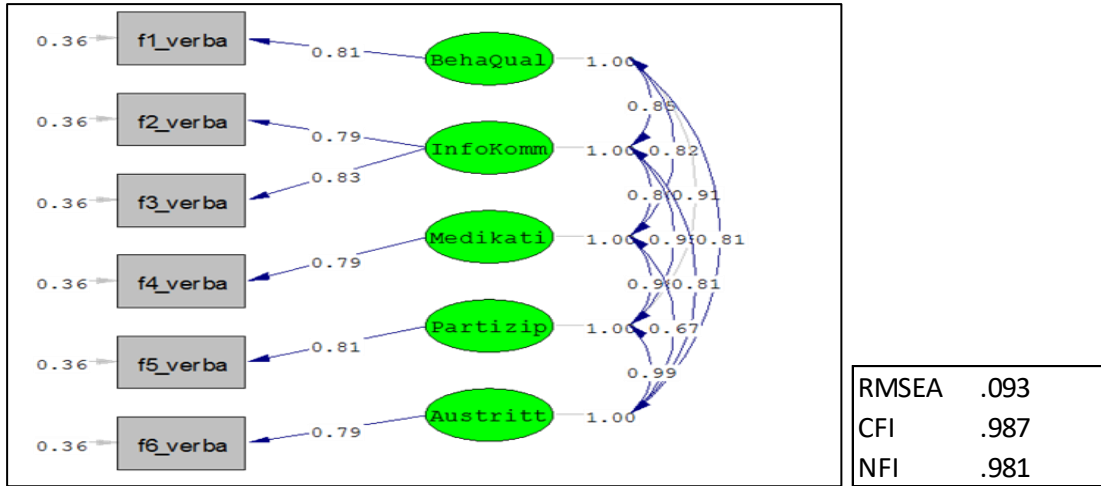 0.36 f1_verba 0.81 BehaQual 1.00
0.85
0.36 f2_verba 0.79 InfoKomm 1.00 0.82
0.83
0.36 f3_verba 0.91
Medikati 1.00 0.81
0.79
0.36 f4_verba 0.81
0.81 Partizip 1.00 0.67
0.36 f5_verba
0.99
Austritt 1.00
0.36 f6_verba 0.79
RMSEA .093
CFI .987
NFI .981